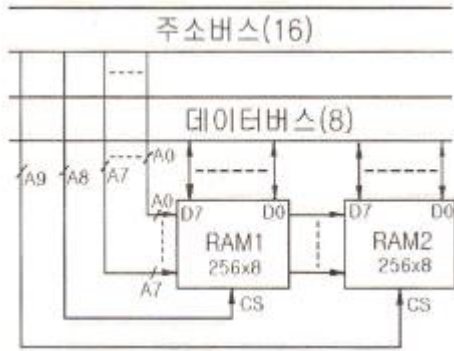 주소버스(16)
데이터버스(8)
A9 A8 A7 A0
A0 D7 D0 D7 D0
RAM1 RAM2
256x8 256x8
A7
CS CS